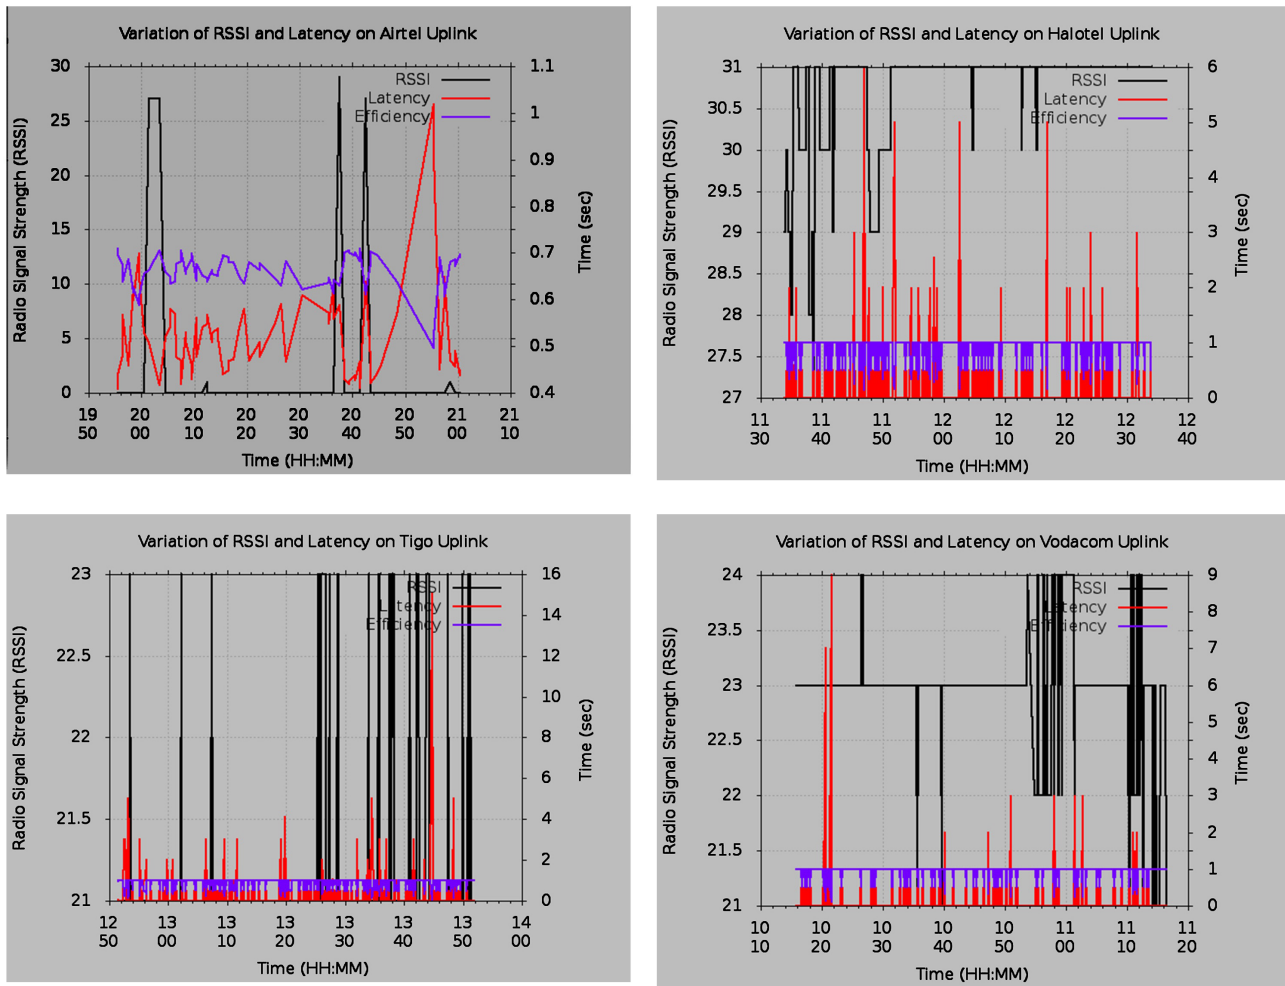 Variation of RSSI and Latency on Airtel Uplink
30
25
20
15
10
5
0
Radio Signal Strength (RSSI)
1.1
1
0.9
0.8
0.7
0.6
0.5
0.4
Time (sec)
RSSI
Latency
Efficiency
19 20 20 20 20 20 20 21 21
50 00 10 20 30 40 50 00 10
Time (HH:MM)
Variation of RSSI and Latency on Halotel Uplink
31
30.5
30
29.5
29
28.5
28
27.5
27
Radio Signal Strength (RSSI)
6
5
4
3
2
1
0
Time (sec)
RSSI
Latency
Efficiency
11 11 11 12 12 12 12 12
30 40 50 00 10 20 30 40
Time (HH:MM)
Variation of RSSI and Latency on Tigo Uplink
23
22.5
22
21.5
21
Radio Signal Strength (RSSI)
16
14
12
10
8
6
4
2
0
Time (sec)
RSSI
Latency
Efficiency
12 13 13 13 13 13 13 14
50 00 10 20 30 40 50 00
Time (HH:MM)
Variation of RSSI and Latency on Vodacom Uplink
24
23.5
23
22.5
22
21.5
21
Radio Signal Strength (RSSI)
9
8
7
6
5
4
3
2
1
0
Time (sec)
RSSI
Latency
Efficiency
10 10 10 10 10 11 11 11
10 20 30 40 50 00 10 20
Time (HH:MM)